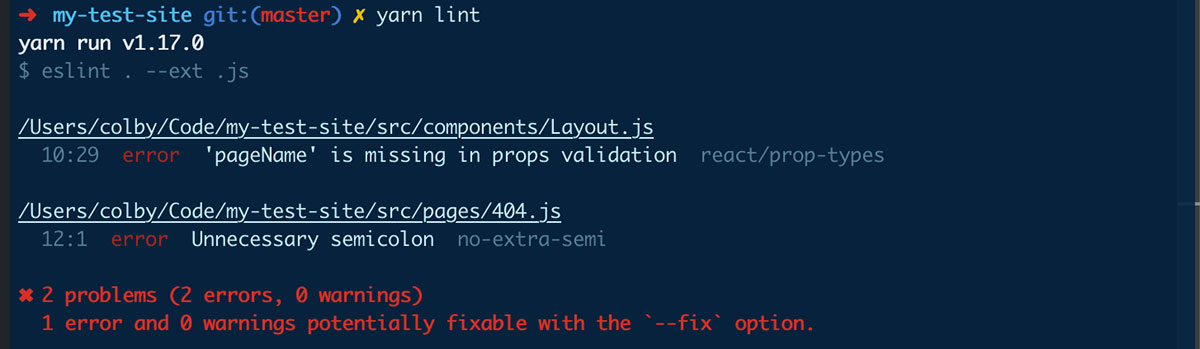 ➜ my-test-site git:(master) ✗ yarn lint
yarn run v1.17.0
$ eslint . --ext .js
/Users/colby/Code/my-test-site/src/components/Layout.js
10:29 error 'pageName' is missing in props validation react/prop-types
/Users/colby/Code/my-test-site/src/pages/404.js
12:1 error Unnecessary semicolon no-extra-semi
✖ 2 problems (2 errors, 0 warnings)
1 error and 0 warnings potentially fixable with the `--fix` option.